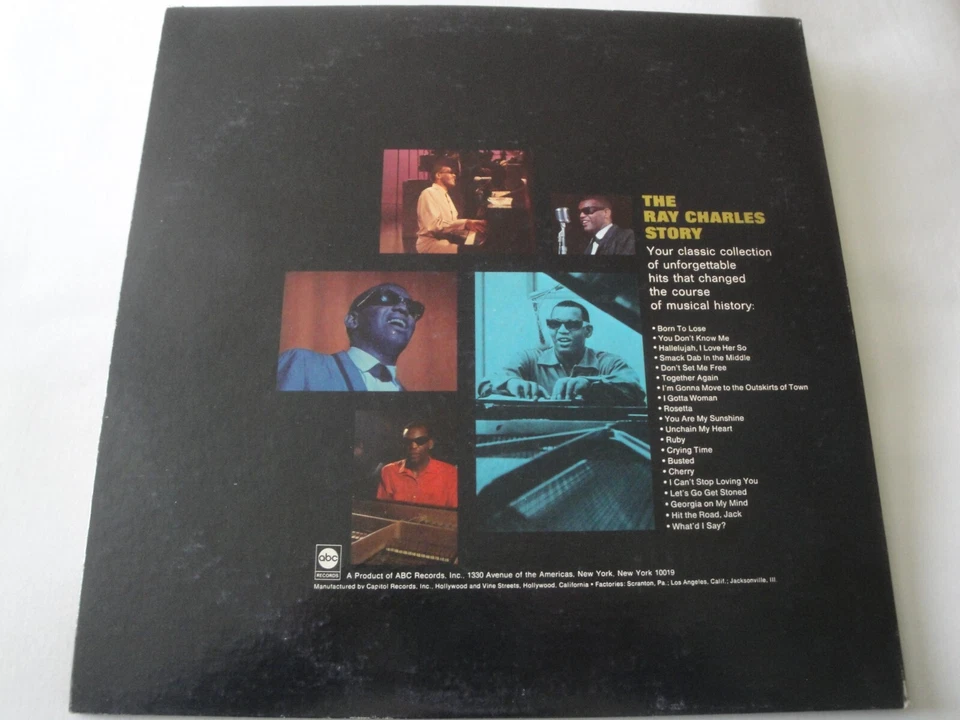 THE
RAY CHARLES
STORY
Your classic collection
of unforgettable
hits that changed
the course
of musical history:
• Born To Lose
• You Don't Know Me
• Hallelujah, I Love Her So
• Smack Dab In the Middle
• Don't Set Me Free
• Together Again
• I'm Gonna Move to the Outskirts of Town
• I Gotta Woman
• Rosetta
• You Are My Sunshine
• Unchain My Heart
• Ruby
• Crying Time
• Busted
• Cherry
• I Can't Stop Loving You
• Let's Go Get Stoned
• Georgia on My Mind
• Hit the Road, Jack
• What'd I Say?
abc
RECORDS
A Product of ABC Records, Inc., 1330 Avenue of the Americas, New York, New York 10019
Manufactured by Capitol Records, Inc., Hollywood and Vine Streets, Hollywood, California • Factories: Scranton, Pa.; Los Angeles, Calif.; Jacksonville, Ill.